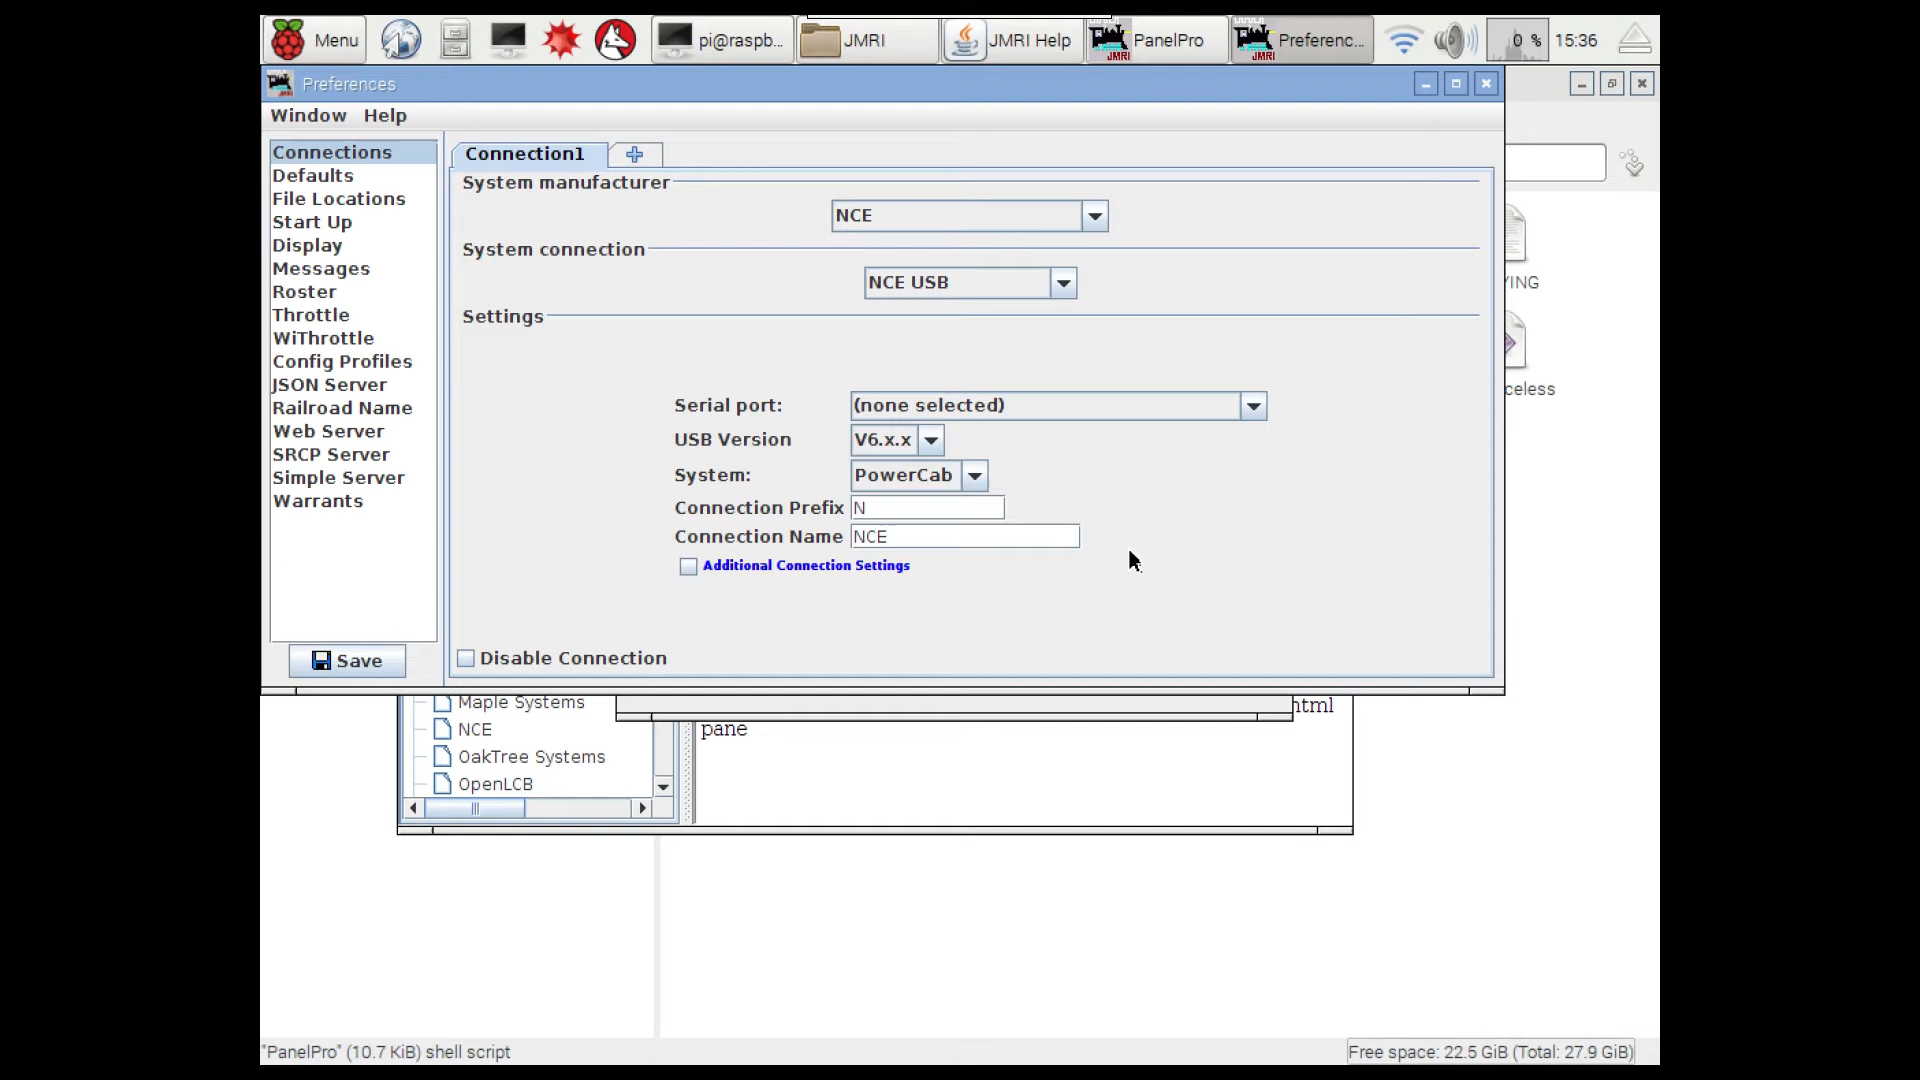 Menu
pi@raspb...
JMRI
JMRI Help
JMRI
PanelPro
JMRI
Preferenc...
0 %
15:36
Preferences
Window Help
Connections
Defaults
File Locations
Start Up
Display
Messages
Roster
Throttle
WiThrottle
Config Profiles
JSON Server
Railroad Name
Web Server
SRCP Server
Simple Server
Warrants
Save
Connection1
System manufacturer
NCE
System connection
NCE USB
Settings
Serial port: (none selected)
USB Version V6.x.x
System: PowerCab
Connection Prefix N
Connection Name NCE
Additional Connection Settings
Disable Connection
YING
celess
Maple Systems
NCE
OakTree Systems
OpenLCB
html
pane
"PanelPro" (10.7 KiB) shell script
Free space: 22.5 GiB (Total: 27.9 GiB)